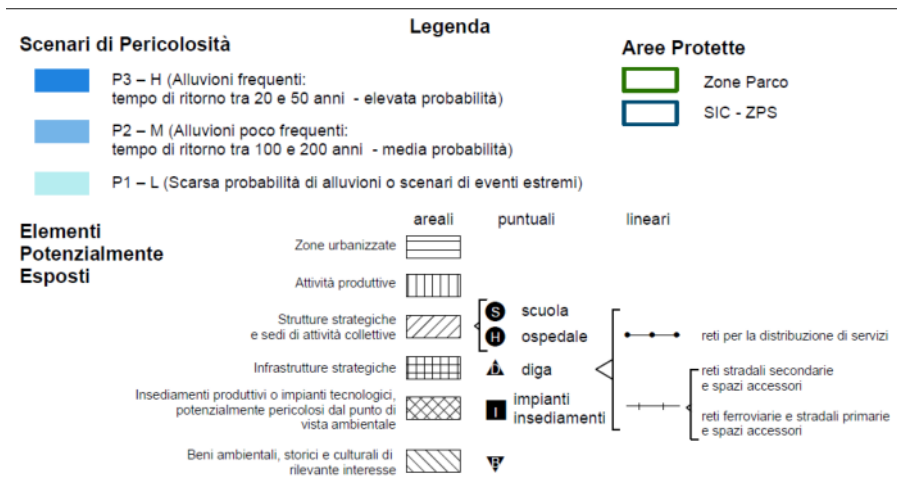 Legenda
Scenari di Pericolosità
P3 – H (Alluvioni frequenti:
tempo di ritorno tra 20 e 50 anni - elevata probabilità)
P2 – M (Alluvioni poco frequenti:
tempo di ritorno tra 100 e 200 anni - media probabilità)
P1 – L (Scarsa probabilità di alluvioni o scenari di eventi estremi)
Aree Protette
Zone Parco
SIC - ZPS
Elementi
Potenzialmente
Esposti
areali
puntuali
lineari
Zone urbanizzate
Attività produttive
Strutture strategiche
e sedi di attività collettive
S scuola
H ospedale
reti per la distribuzione di servizi
Infrastrutture strategiche
D diga
reti stradali secondarie
e spazi accessori
Insediamenti produttivi o impianti tecnologici,
potenzialmente pericolosi dal punto di
vista ambientale
I impianti
insediamenti
reti ferroviarie e stradali primarie
e spazi accessori
Beni ambientali, storici e culturali di
rilevante interesse
B